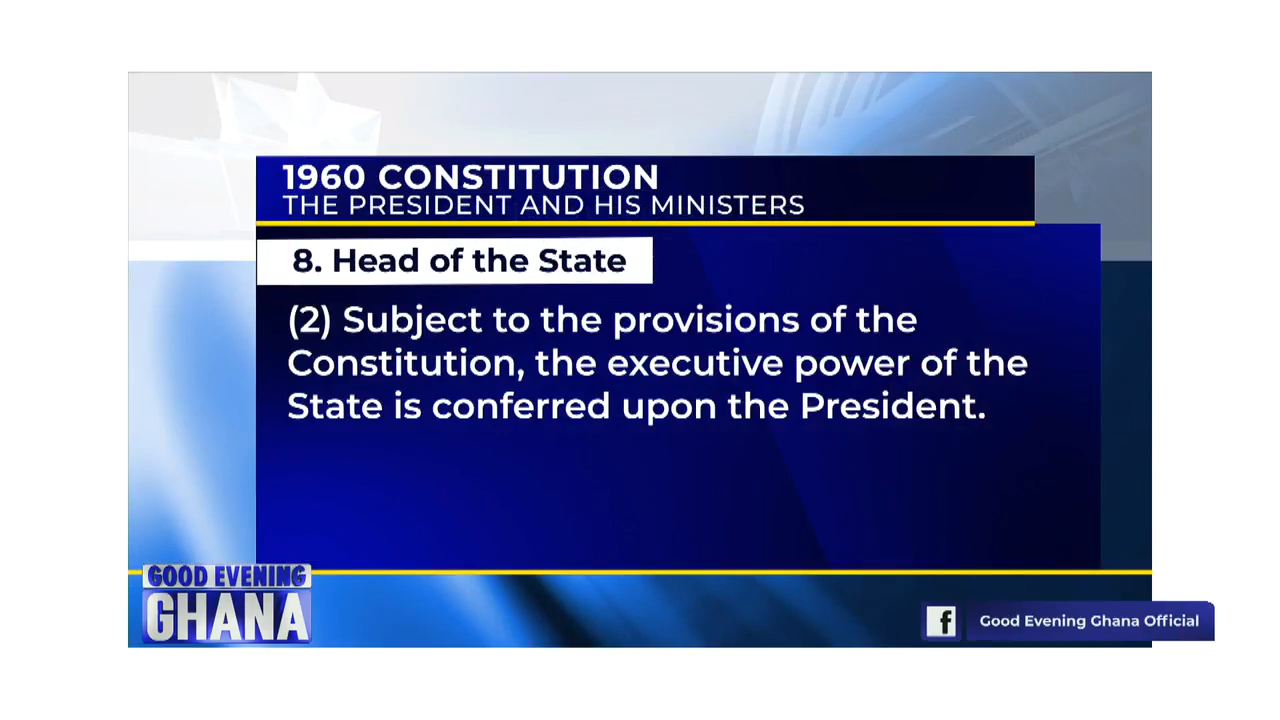 1960 CONSTITUTION
THE PRESIDENT AND HIS MINISTERS
8. Head of the State
(2) Subject to the provisions of the
Constitution, the executive power of the
State is conferred upon the President.
GOOD EVENING
GHANA
f Good Evening Ghana Official